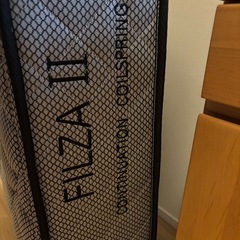 FILZA II
CONTINUATION COILSPRING